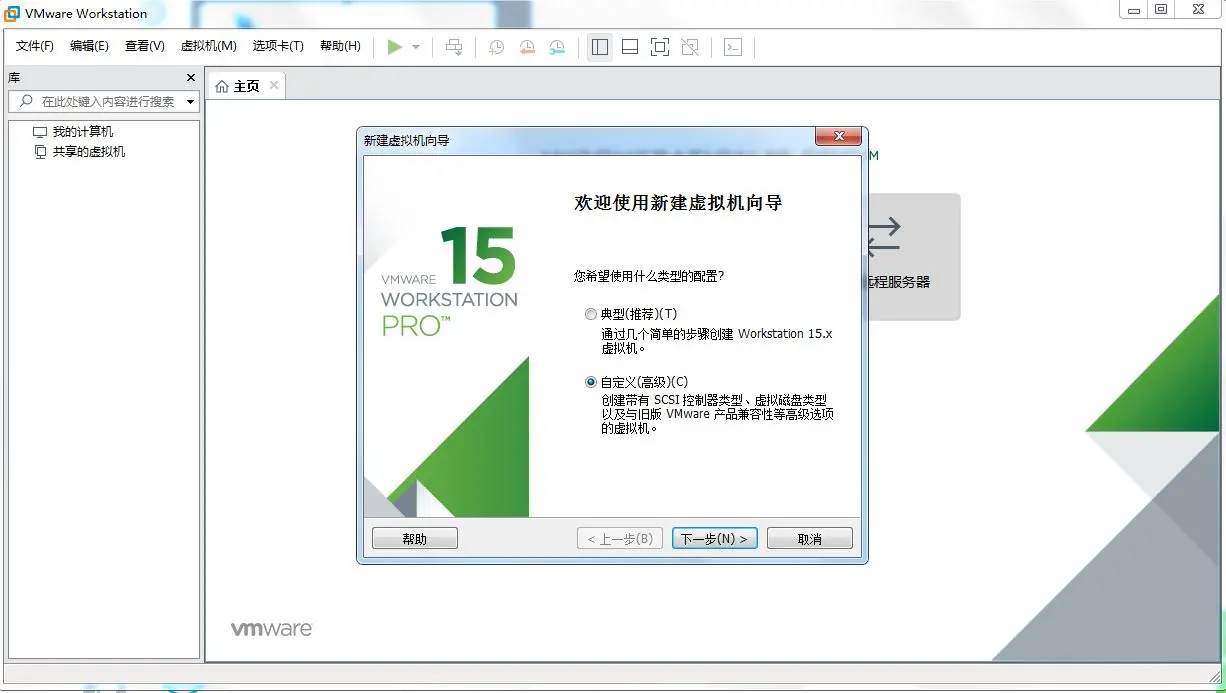 VMware Workstation
文件(F) 编辑(E) 查看(V) 虚拟机(M) 选项卡(T) 帮助(H)
库
在此处键入内容进行搜索
我的计算机
共享的虚拟机
主页
新建虚拟机向导
M
欢迎使用新建虚拟机向导
15
VMWARE
WORKSTATION
PRO™
您希望使用什么类型的配置?
典型(推荐)(T)
通过几个简单的步骤创建 Workstation 15.x
虚拟机。
自定义(高级)(C)
创建带有 SCSI 控制器类型、虚拟磁盘类型
以及与旧版 VMware 产品兼容性等高级选项
的虚拟机。
程服务器
帮助
< 上一步(B)
下一步(N) >
取消
vmware